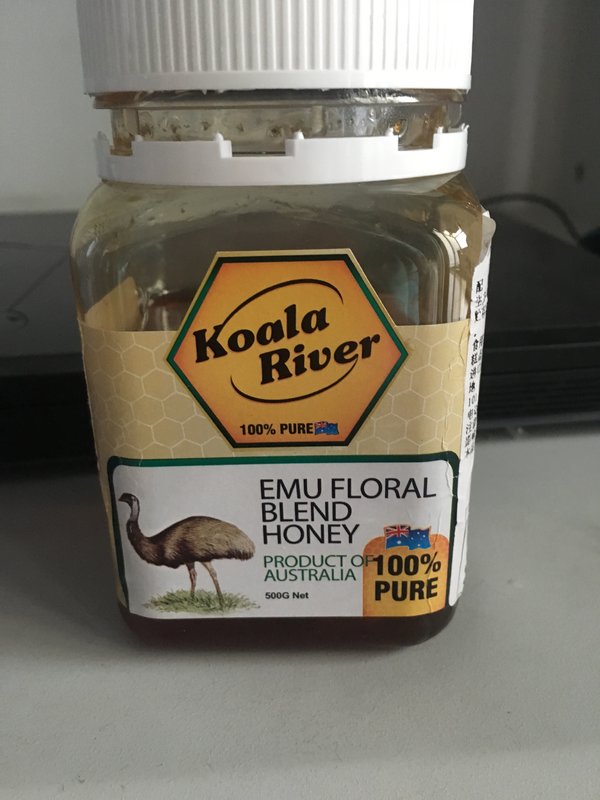 Koala
River
100% PURE
EMU FLORAL
BLEND
HONEY
PRODUCT OF
AUSTRALIA
500G Net
100%
PURE